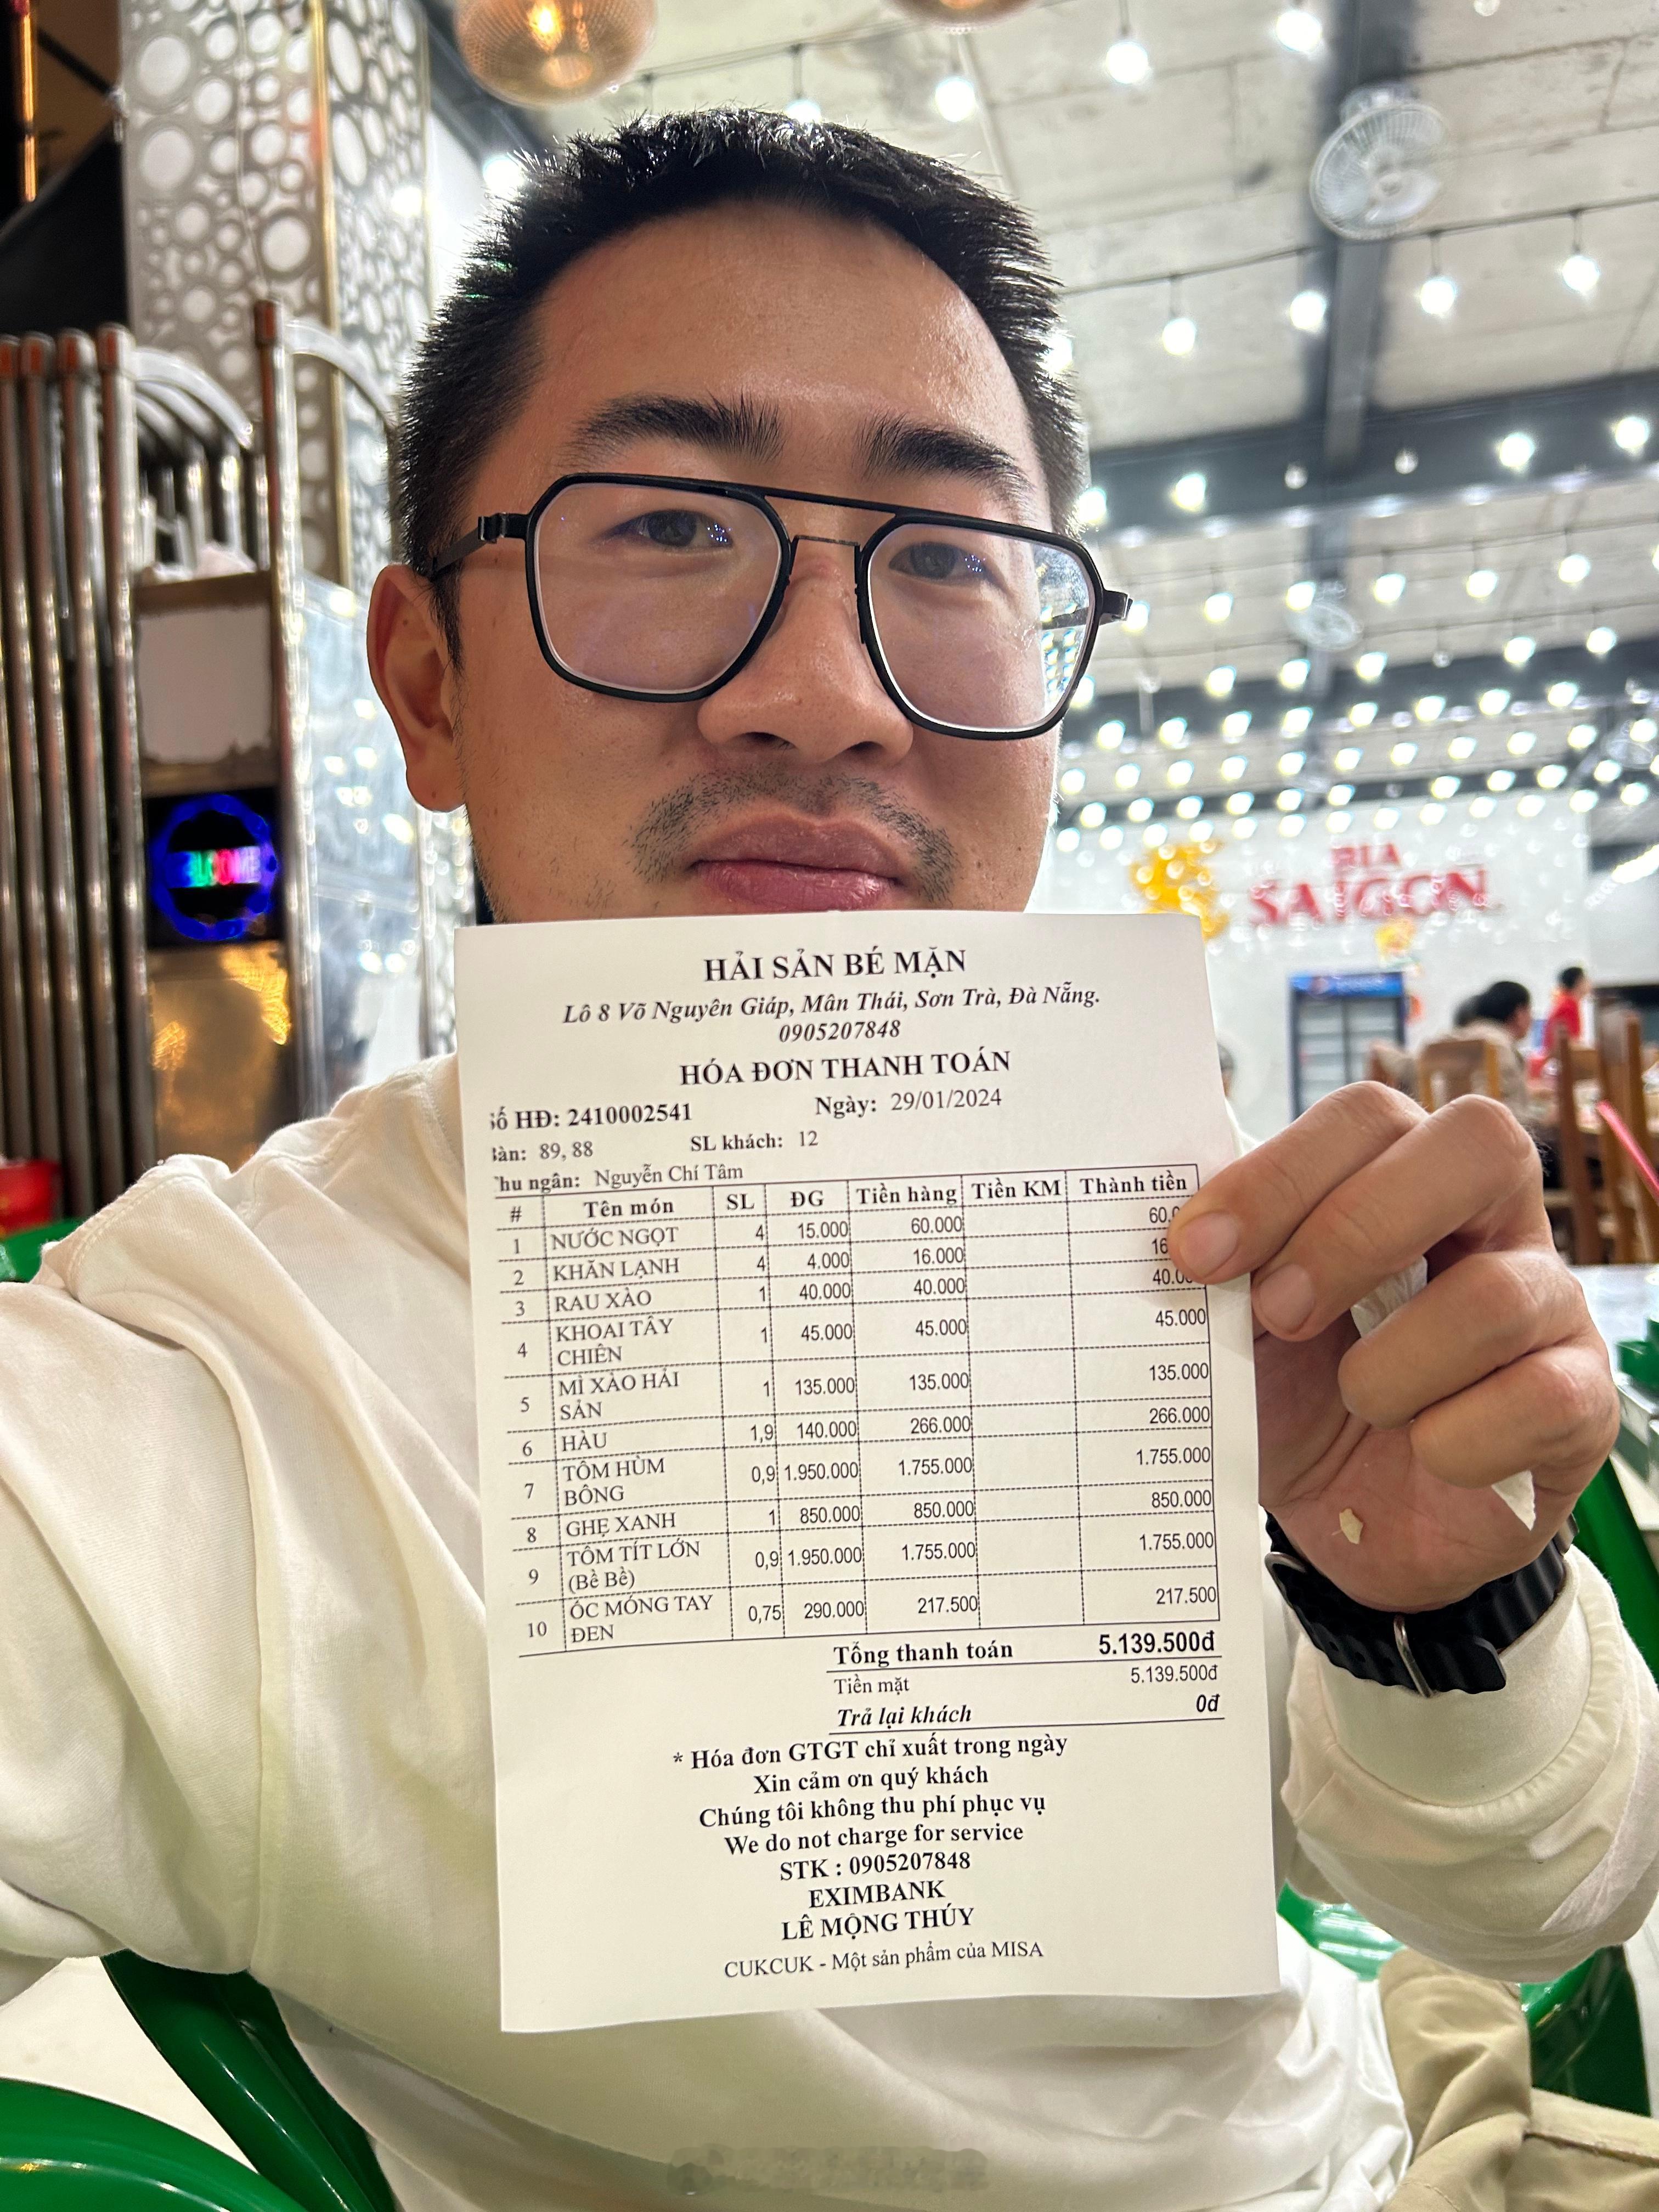 BIA
SAIGON
HẢI SẢN BÉ MẶN
Lô 8 Võ Nguyên Giáp, Mân Thái, Sơn Trà, Đà Nẵng.
0905207848
HÓA ĐƠN THANH TOÁN
HĐ: 2410002541 Ngày: 29/01/2024
89, 88 SL khách: 12
ngân: Nguyễn Chí Tâm
# Tên món SL ĐG Tiền hàng Tiền KM Thành tiền
1 NƯỚC NGỌT 4 15.000 60.000
2 KHĂN LẠNH 4 4.000 16.000
3 RAU XÀO 1 40.000 40.000
4 KHOAI TÂY CHIÊN 1 45.000 45.000 45.000
5 MÌ XÀO HẢI SẢN 1 135.000 135.000 135.000
6 HÀU 1,9 140.000 266.000 266.000
7 TÔM HÙM BÔNG 0,9 1.950.000 1.755.000 1.755.000
8 GHẸ XANH 1 850.000 850.000 850.000
9 TÔM TÍT LỚN (Bề Bề) 0,9 1.950.000 1.755.000 1.755.000
10 ỐC MÓNG TAY ĐEN 0,75 290.000 217.500 217.500
Tổng thanh toán 5.139.500đ
Tiền mặt 5.139.500đ
Trả lại khách 0đ
* Hóa đơn GTGT chỉ xuất trong ngày
Xin cảm ơn quý khách
Chúng tôi không thu phí phục vụ
We do not charge for service
STK : 0905207848
EXIMBANK
LÊ MỘNG THÚY
CUKCUK - Một sản phẩm của MISA